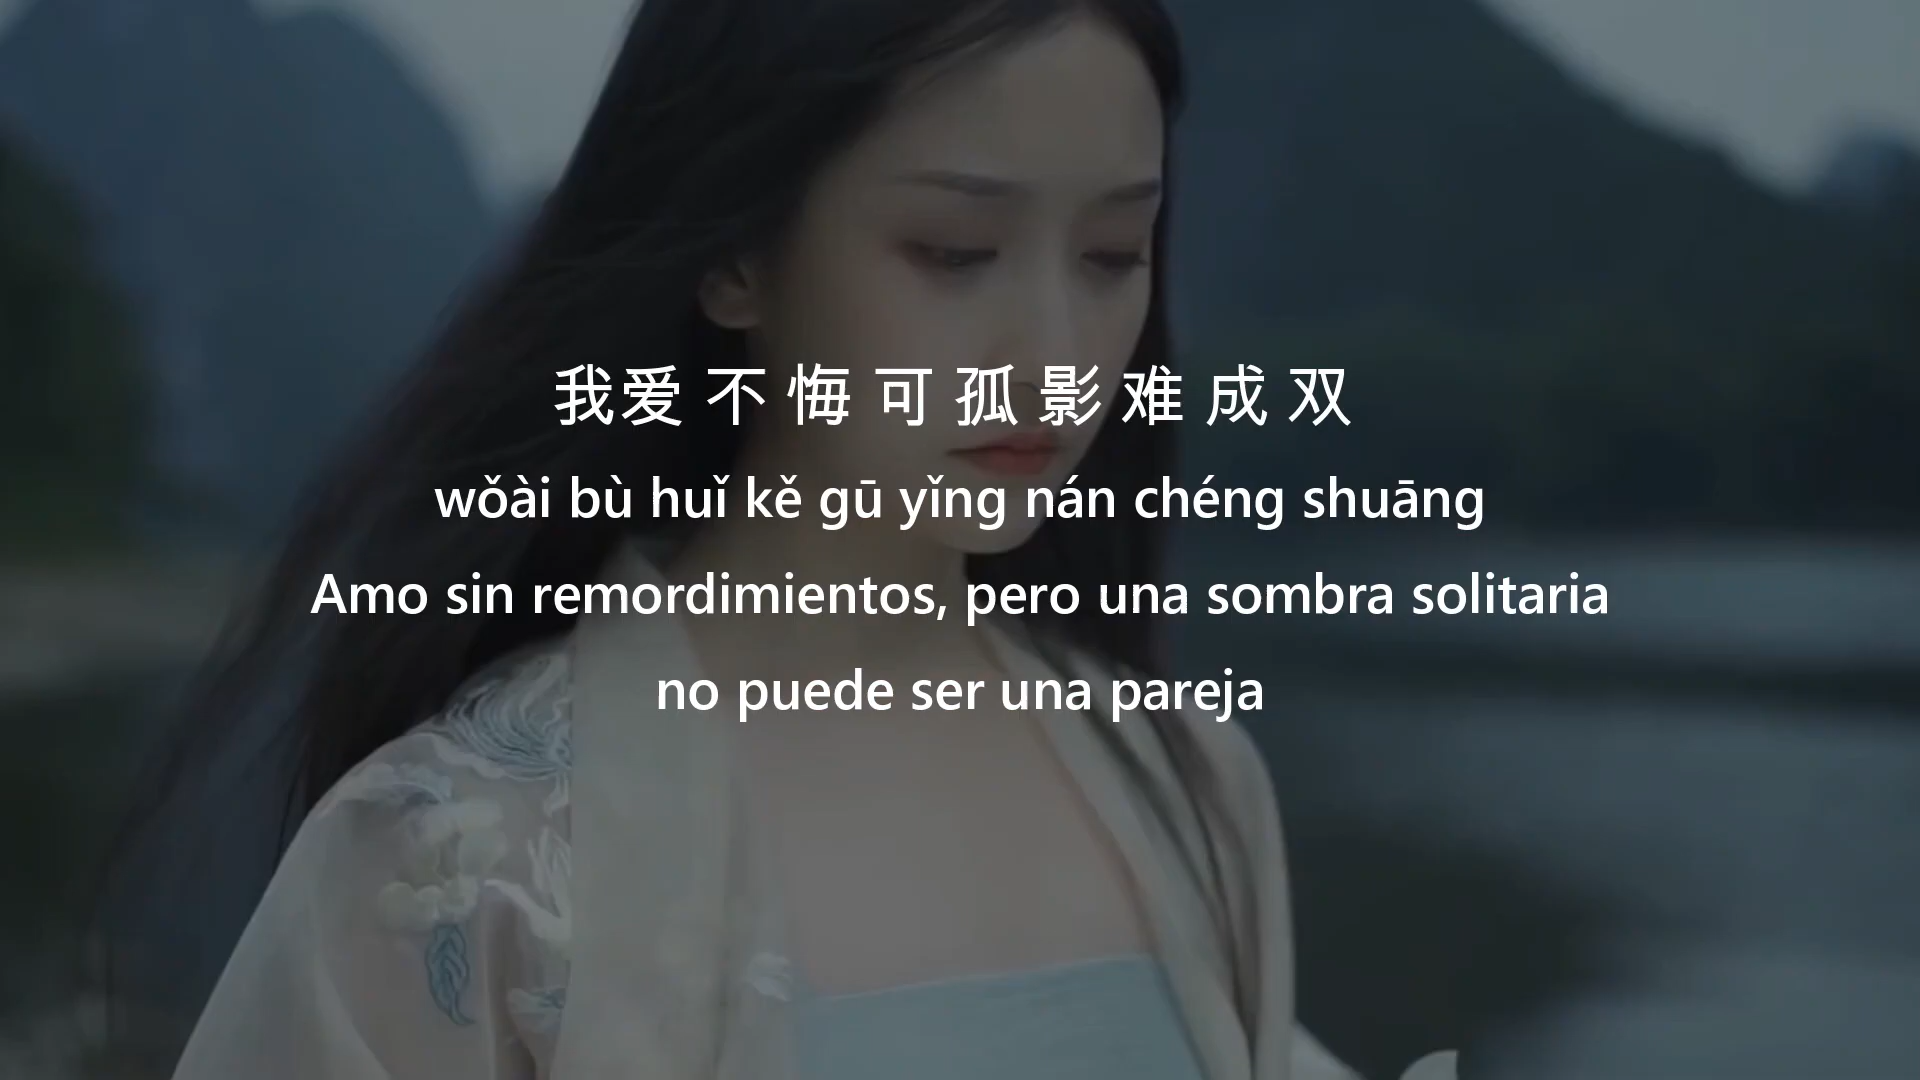 我爱 不 悔 可 孤 影 难 成 双
wǒài bù huǐ kě gū yǐng nán chéng shuāng
Amo sin remordimientos, pero una sombra solitaria
no puede ser una pareja